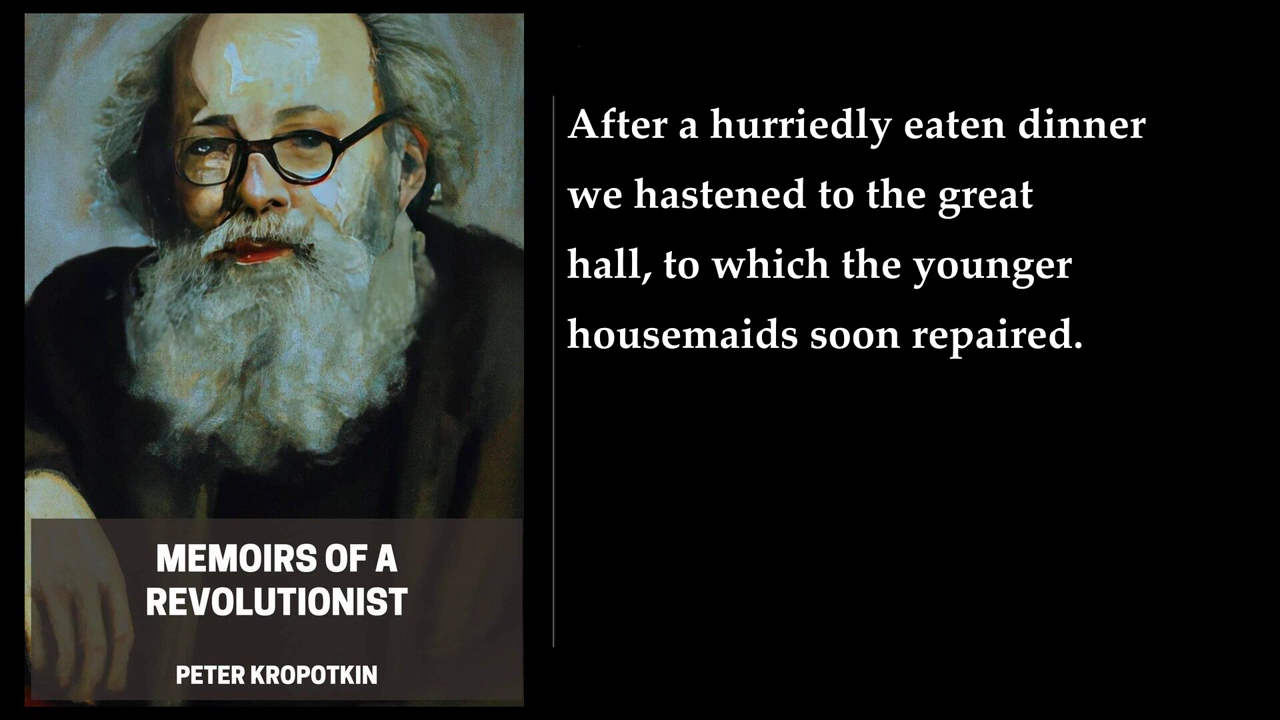 After a hurriedly eaten dinner
we hastened to the great
hall, to which the younger
housemaids soon repaired.
MEMOIRS OF A
REVOLUTIONIST
PETER KROPOTKIN